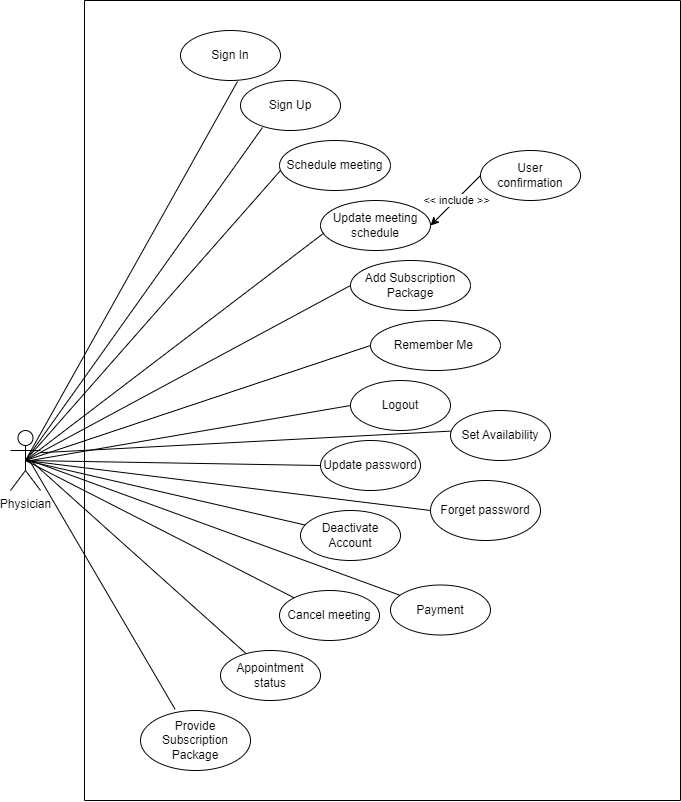 Sign In
Sign Up
Schedule meeting
User
confirmation
<< include >>
Update meeting
schedule
Add Subscription
Package
Remember Me
Logout
Set Availability
Update password
Physician
Forget password
Deactivate
Account
Cancel meeting
Payment
Appointment
status
Provide
Subscription
Package